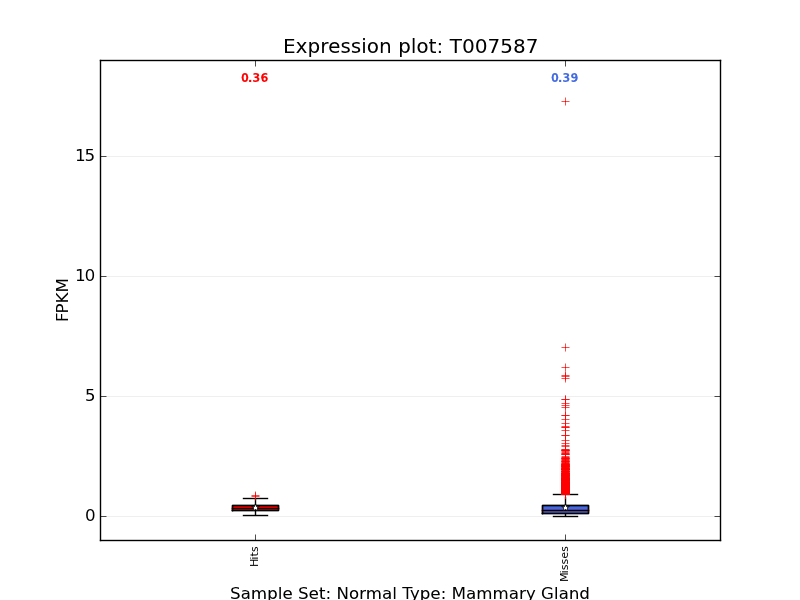 Expression plot: T007587
0.36
0.39
15
10
5
0
FPKM
Hits
Misses
Sample Set: Normal Type: Mammary Gland